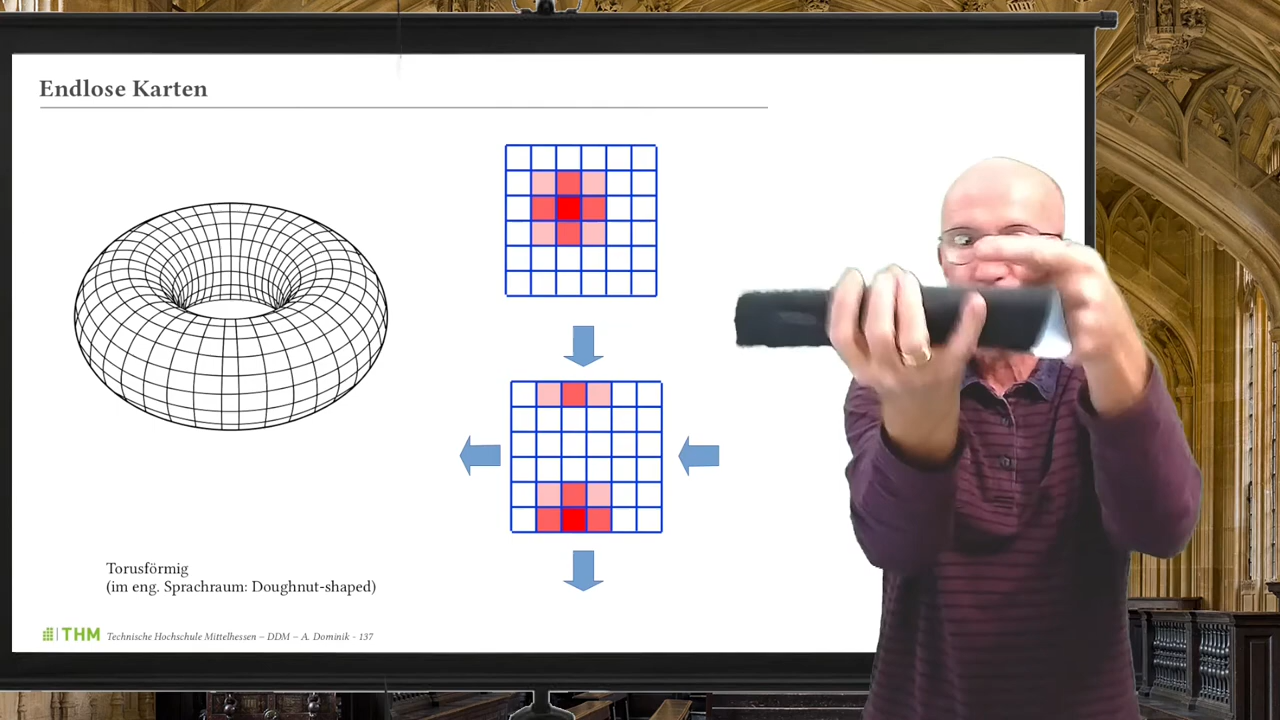 Endlose Karten
Torusförmig
(im eng. Sprachraum: Doughnut-shaped)
THM Technische Hochschule Mittelhessen – DDM – A. Dominik - 137